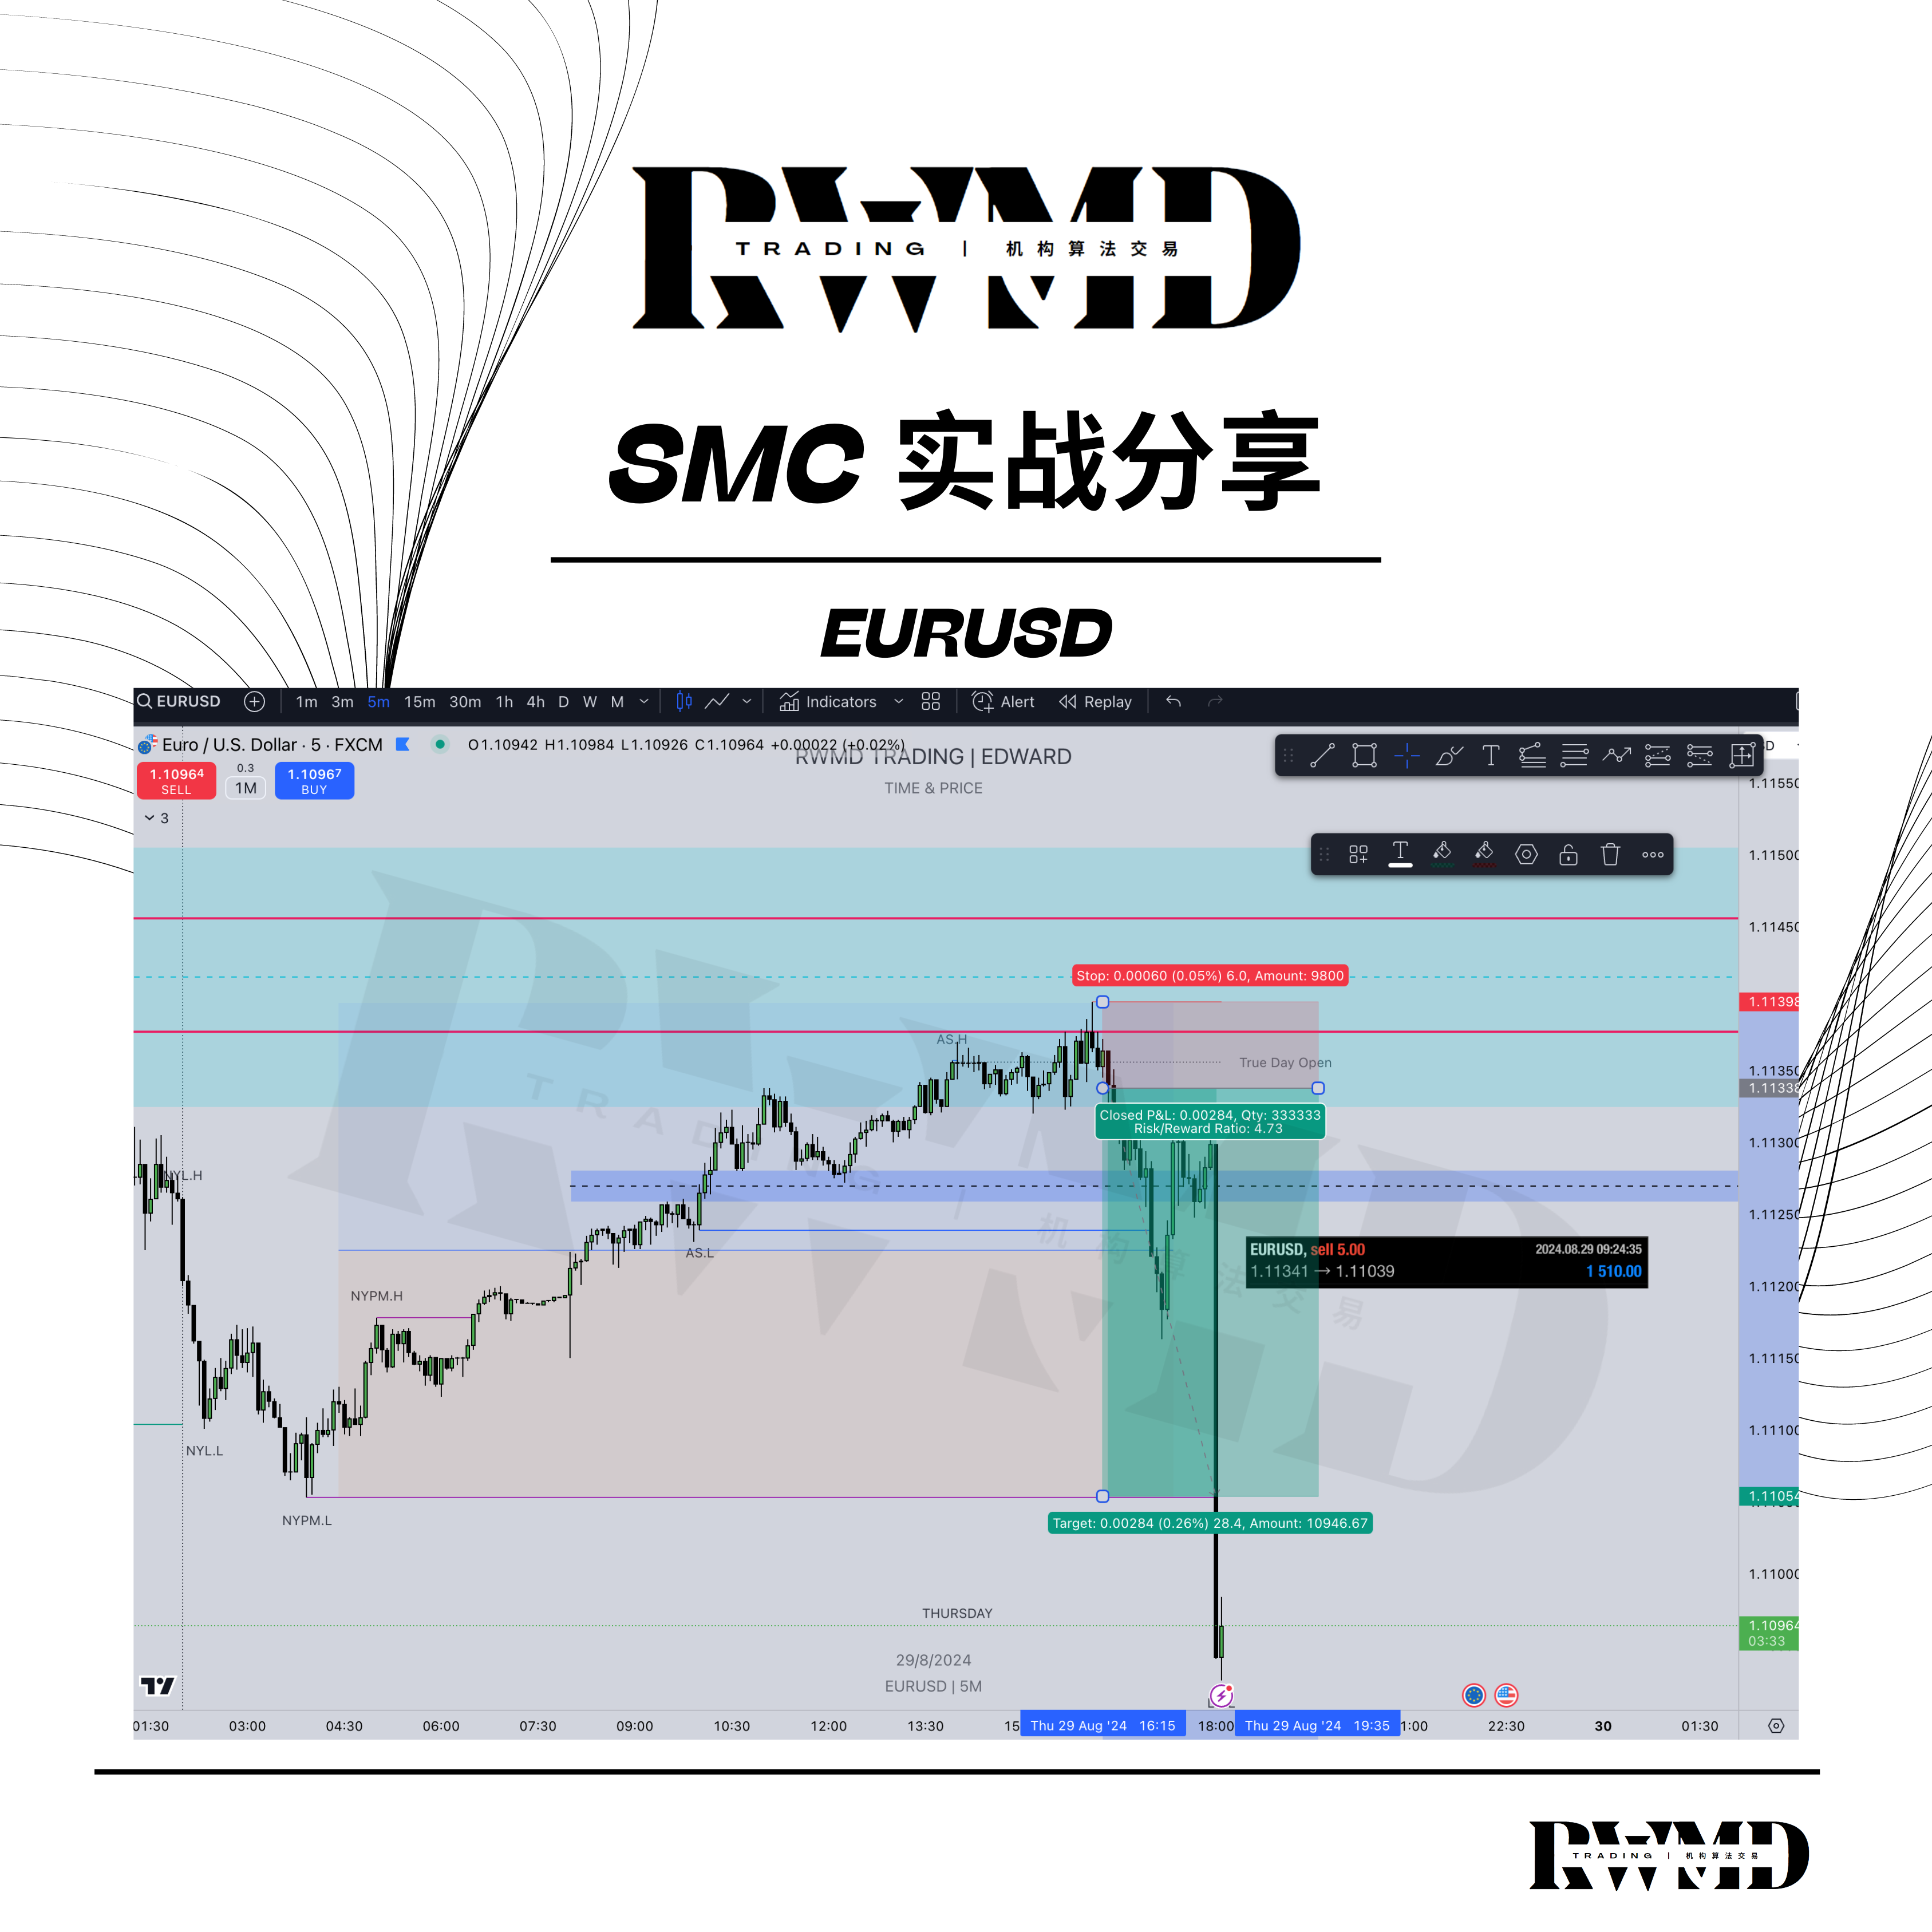 RWMD
TRADING | 机构算法交易
SMC 实战分享
EURUSD
EURUSD 1m 3m 5m 15m 30m 1h 4h D W M Indicators Alert Replay
Euro / U.S. Dollar · 5 · FXCM O1.10942 H1.10984 L1.10926 C1.10964 +0.00022 (+0.02%)
RWMD TRADING | EDWARD
TIME & PRICE
1.10964 SELL
0.3
1M
1.10967 BUY
3
1.11550
1.11500
1.11450
Stop: 0.00060 (0.05%) 6.0, Amount: 9800
1.11398
AS.H
True Day Open
1.11350
1.11338
Closed P&L: 0.00284, Qty: 333333
Risk/Reward Ratio: 4.73
1.11300
NYL.H
TRADING | 机构算法交易
1.11250
AS.L
EURUSD, sell 5.00 2024.08.29 09:24:35
1.11341 → 1.11039 1 510.00
NYPM.H
1.11200
1.11150
NYL.L
1.11100
1.11054
NYPM.L
Target: 0.00284 (0.26%) 28.4, Amount: 10946.67
1.11000
THURSDAY
1.10964
03:33
29/8/2024
EURUSD | 5M
01:30 03:00 04:30 06:00 07:30 09:00 10:30 12:00 13:30 15 Thu 29 Aug '24 16:15 18:00 Thu 29 Aug '24 19:35 1:00 22:30 30 01:30
RWMD
TRADING | 机构算法交易